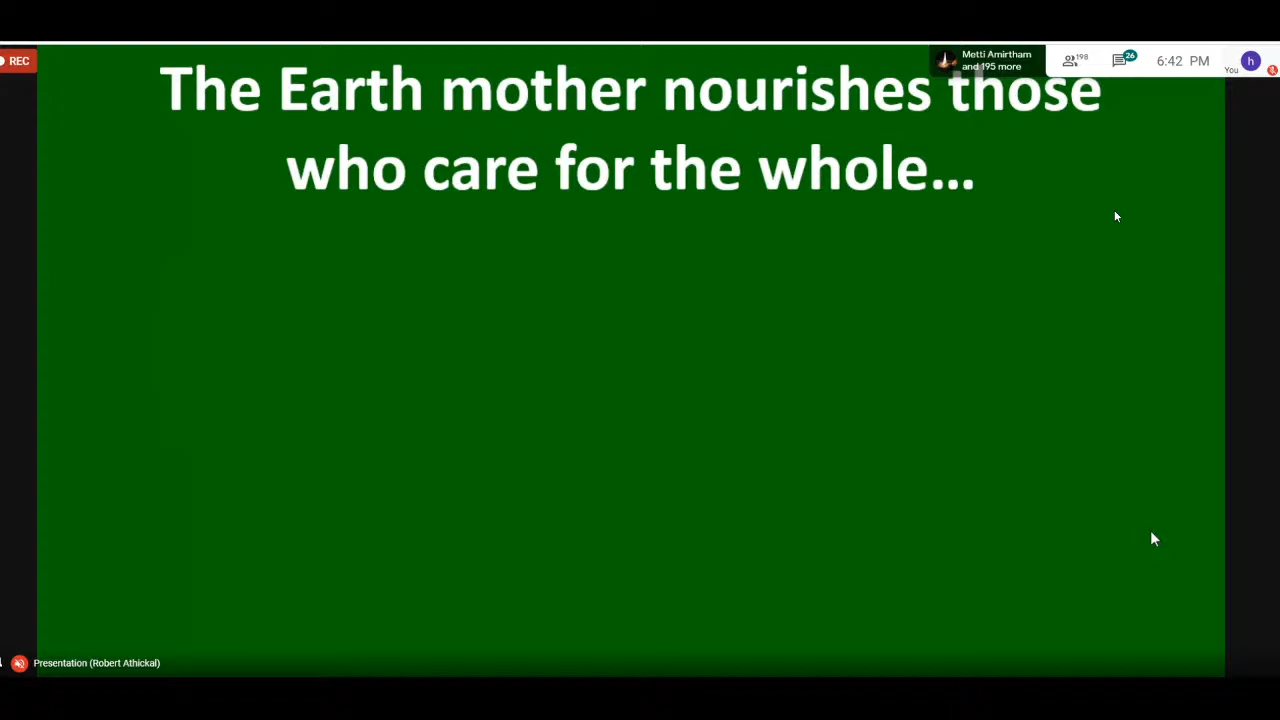 REC
Metti Amirtham
and 195 more
198
26
6:42 PM
You
h
The Earth mother nourishes those
who care for the whole...
Presentation (Robert Athickal)